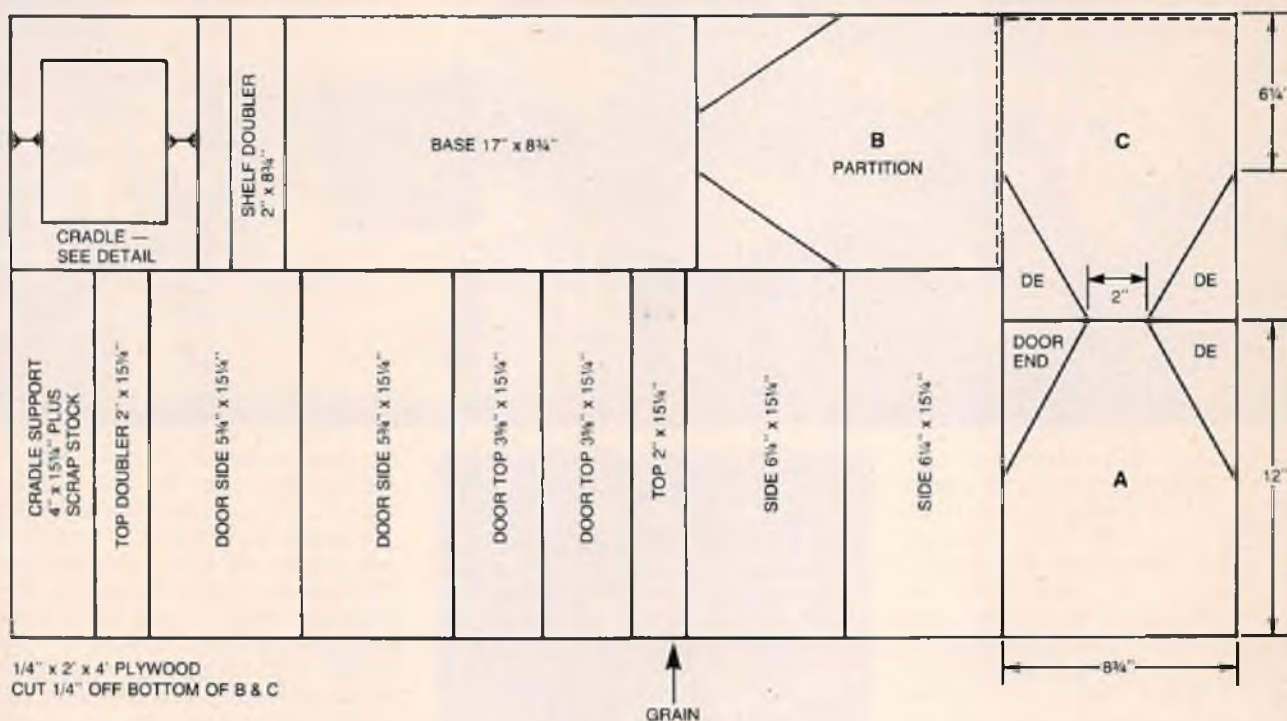 CRADLE —
SEE DETAIL
SHELF DOUBLER
2" x 8¾"
BASE 17" x 8¾"
B
PARTITION
C
6¼"
DE
2"
DE
DOOR
END
DE
A
12"
8¾"
CRADLE SUPPORT
4" x 15¼" PLUS
SCRAP STOCK
TOP DOUBLER 2" x 15¼"
DOOR SIDE 5¾" x 15¼"
DOOR SIDE 5¾" x 15¼"
DOOR TOP 3⅜" x 15¼"
DOOR TOP 3⅜" x 15¼"
TOP 2" x 15¼"
SIDE 6¼" x 15¼"
SIDE 6¼" x 15¼"
1/4" x 2' x 4' PLYWOOD
CUT 1/4" OFF BOTTOM OF B & C
GRAIN